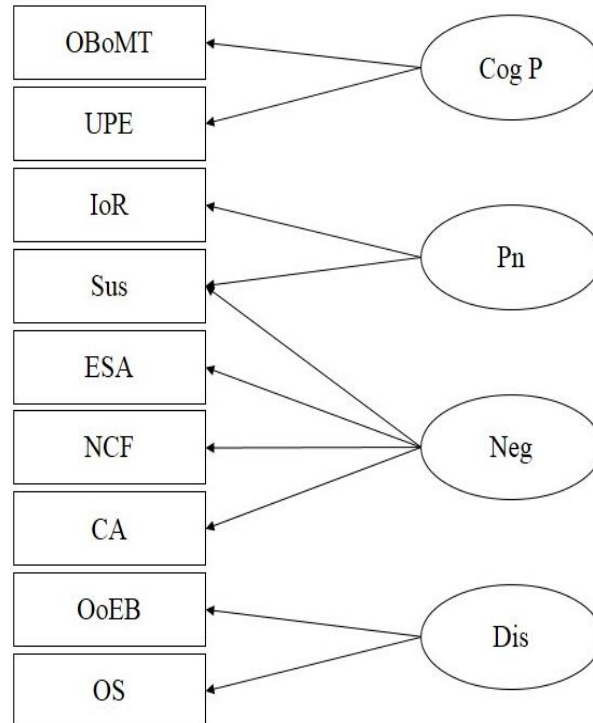 OBoMT
Cog P
UPE
IoR
Pn
Sus
ESA
NCF
Neg
CA
OoEB
Dis
OS